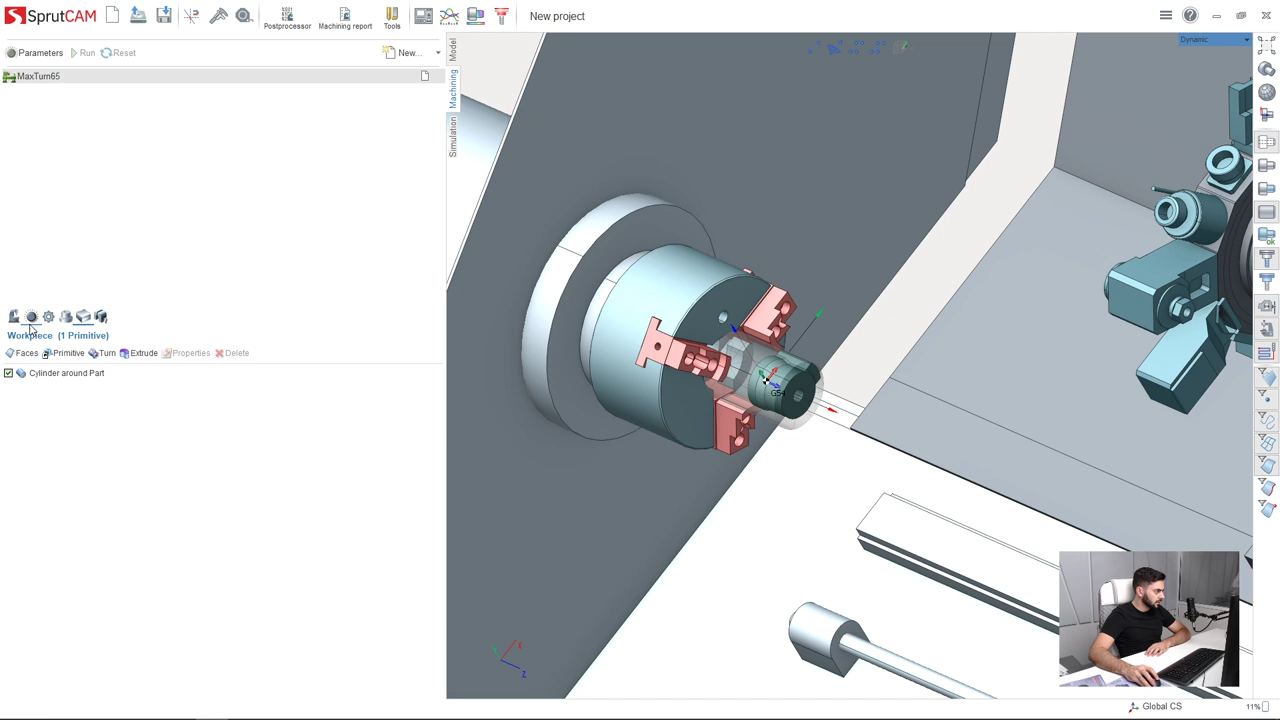 SprutCAM
Postprocessor
Machining report
Tools
New project
Parameters
Run
Reset
New...
MaxTurn65
Model
Machining
Simulation
Dynamic
Workpiece (1 Primitive)
Faces
Primitive
Turn
Extrude
Properties
Delete
Cylinder around Part
G54
X
Y
Z
Global CS
11%